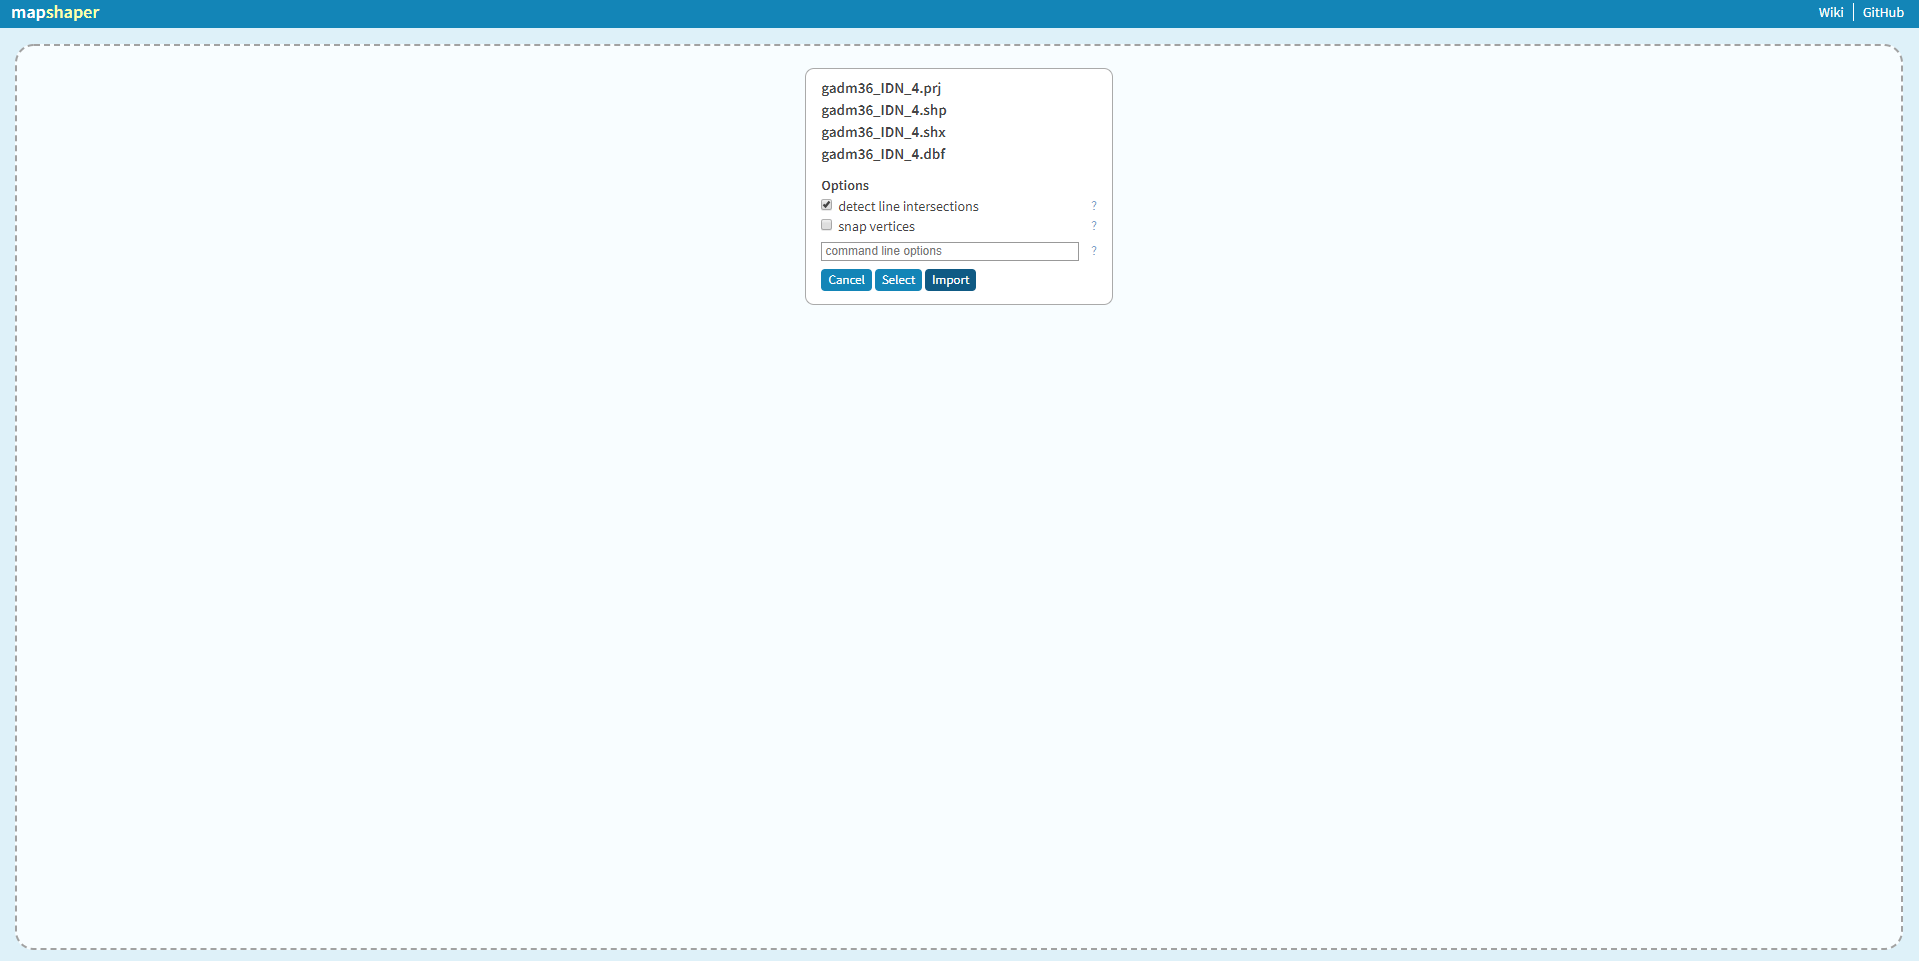 mapshaper
Wiki GitHub
gadm36_IDN_4.prj
gadm36_IDN_4.shp
gadm36_IDN_4.shx
gadm36_IDN_4.dbf
Options
detect line intersections ?
snap vertices ?
command line options ?
Cancel Select Import